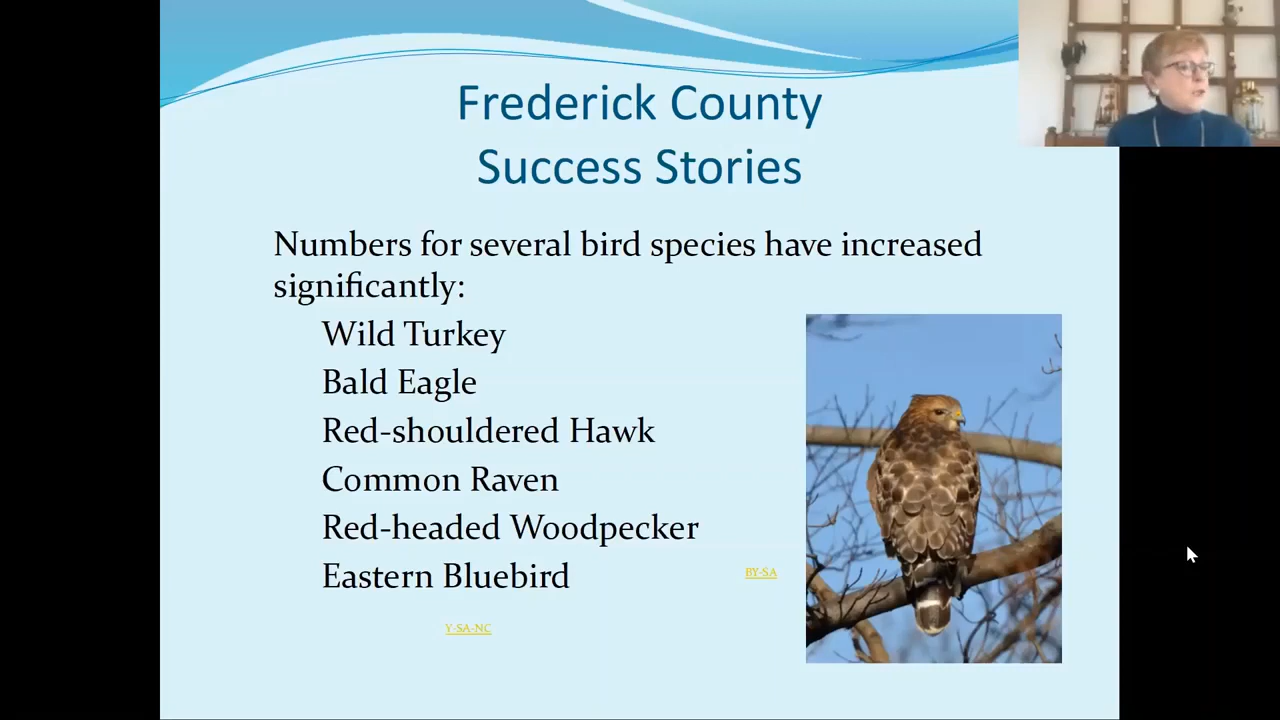 Frederick County
Success Stories
Numbers for several bird species have increased
significantly:
Wild Turkey
Bald Eagle
Red-shouldered Hawk
Common Raven
Red-headed Woodpecker
Eastern Bluebird
BY-SA
Y-SA-NC